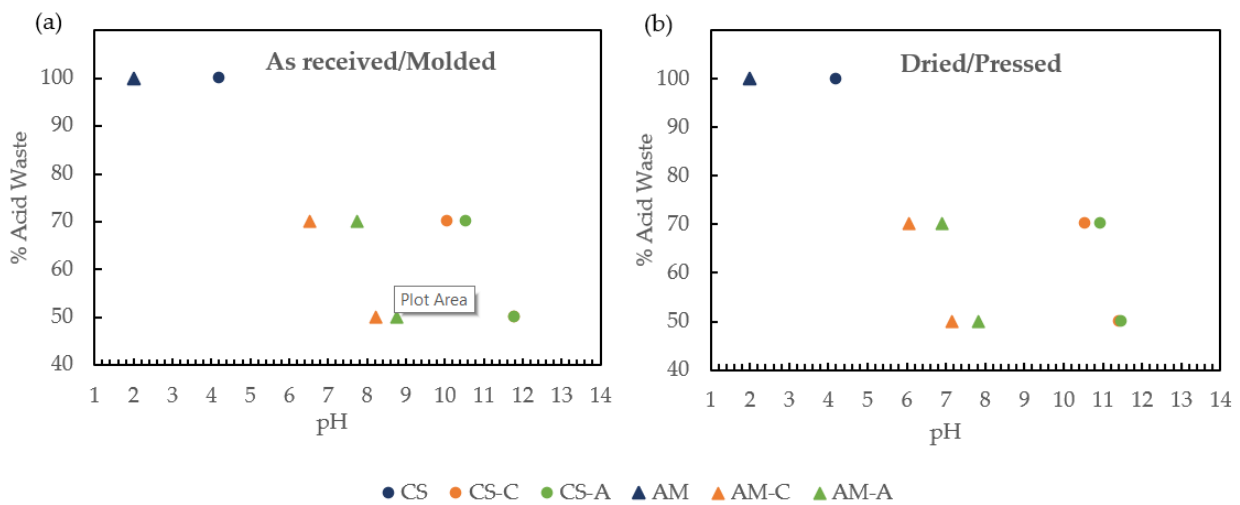 (a)
As received/Molded
% Acid Waste
100
90
80
70
60
50
40
Plot Area
1 2 3 4 5 6 7 8 9 10 11 12 13 14
pH
(b)
Dried/Pressed
% Acid Waste
100
90
80
70
60
50
40
1 2 3 4 5 6 7 8 9 10 11 12 13 14
pH
CS CS-C CS-A AM AM-C AM-A